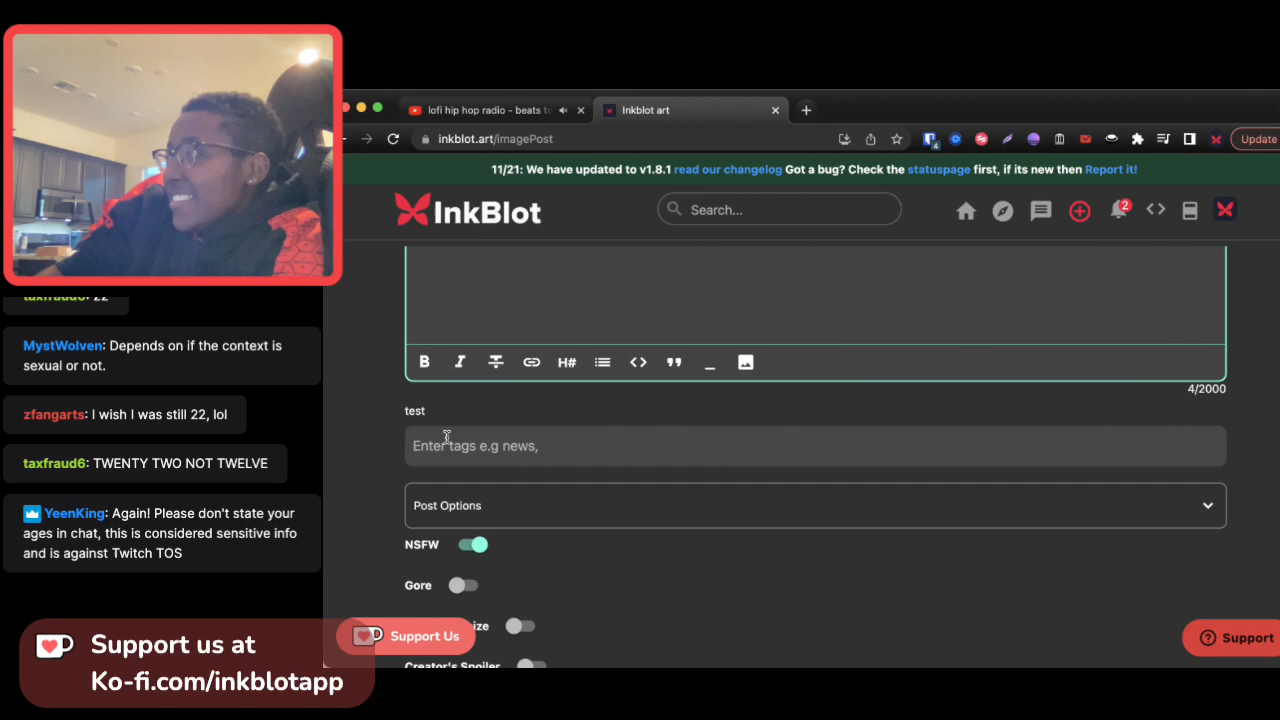 lofi hip hop radio - beats to
Inkblot art
inkblot.art/imagePost
4
Update
11/21: We have updated to v1.8.1 read our changelog Got a bug? Check the statuspage first, if its new then Report it!
InkBlot
Search...
2
B I S H# _
4/2000
test
Enter tags e.g news,
Post Options
NSFW
Gore
ize
Creator's Spoiler
Support Us
Support
taxfraud6: 22
MystWolven: Depends on if the context is
sexual or not.
zfangarts: I wish I was still 22, lol
taxfraud6: TWENTY TWO NOT TWELVE
YeenKing: Again! Please don't state your
ages in chat, this is considered sensitive info
and is against Twitch TOS
Support us at
Ko-fi.com/inkblotapp